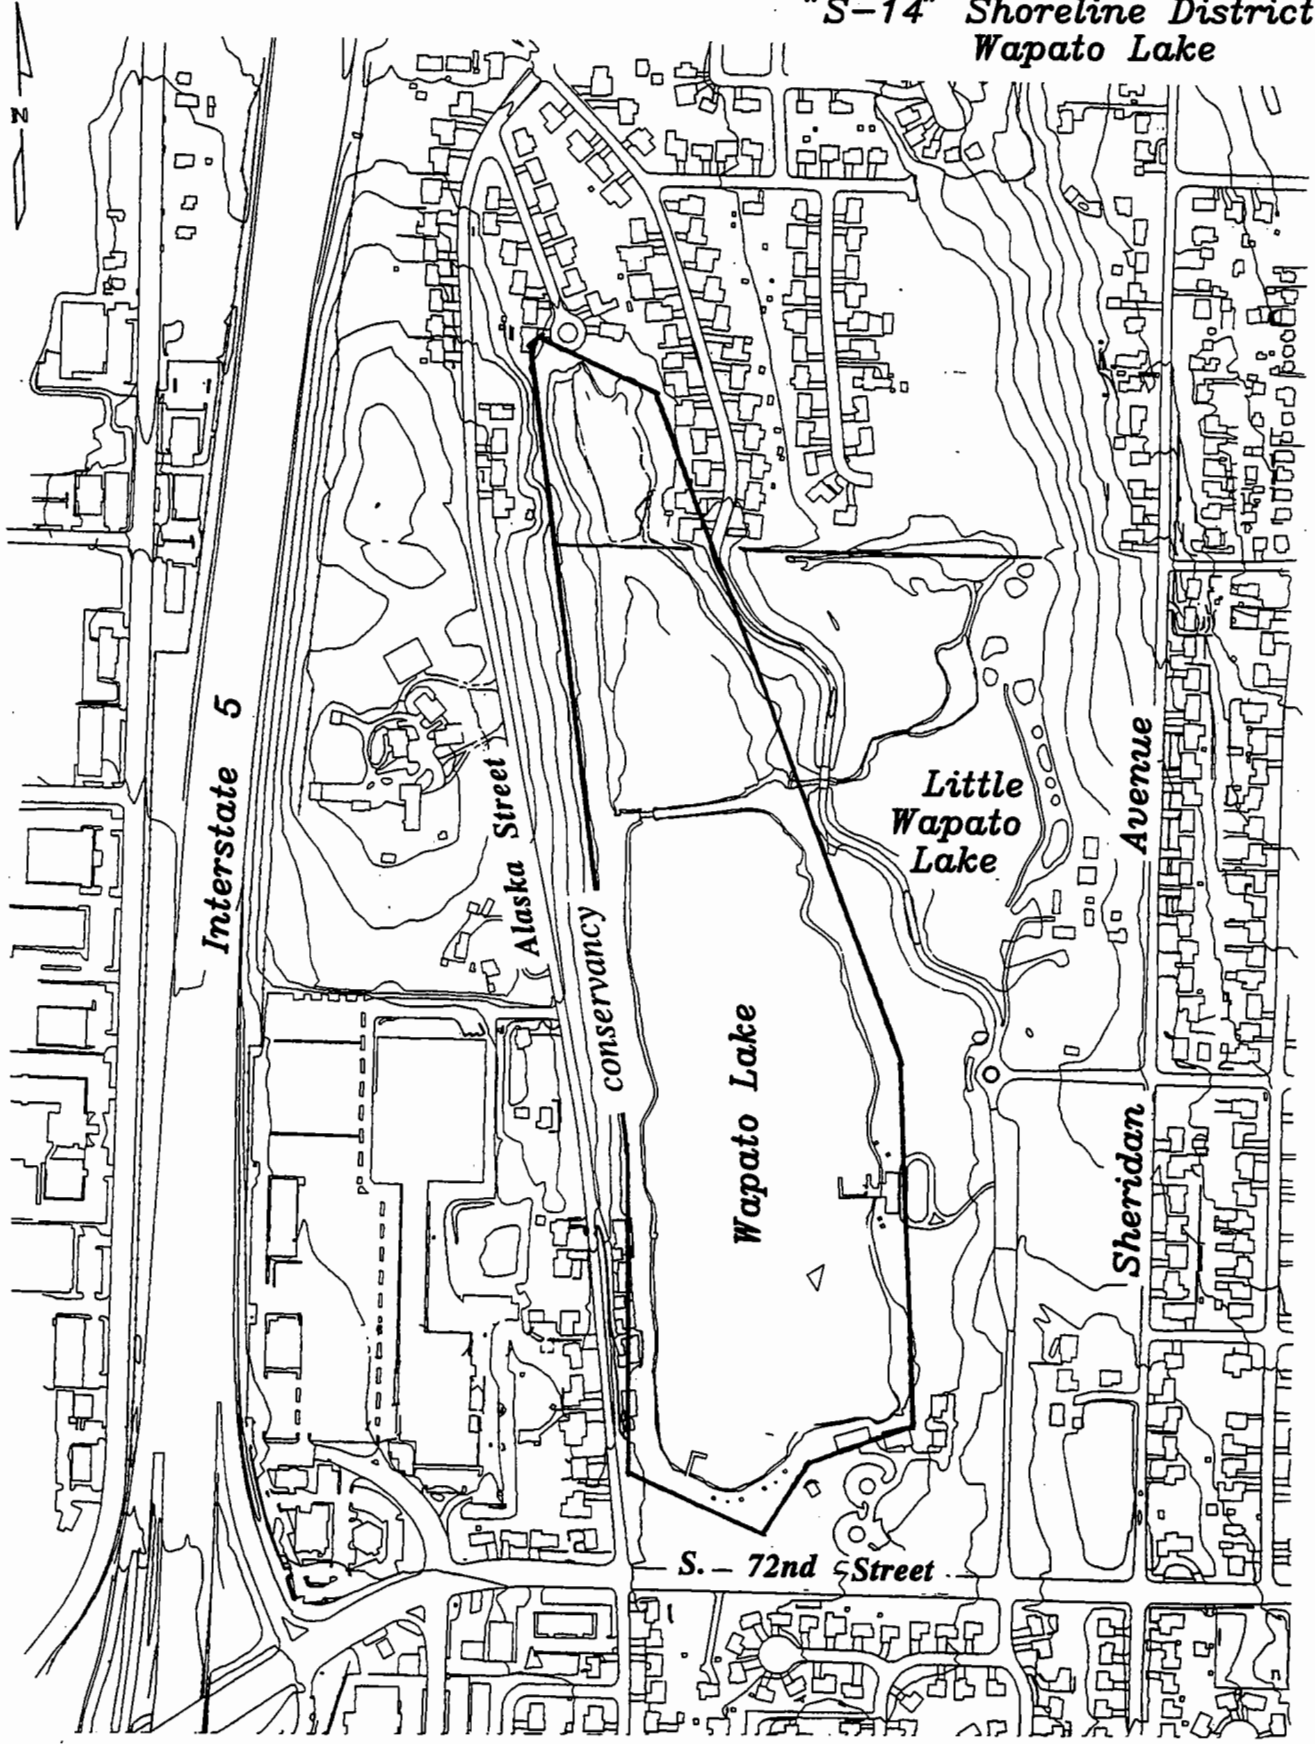 "S-14" Shoreline District
Wapato Lake
N
Interstate 5
Alaska Street
conservancy
Little
Wapato
Lake
Wapato Lake
Sheridan Avenue
S. - 72nd Street